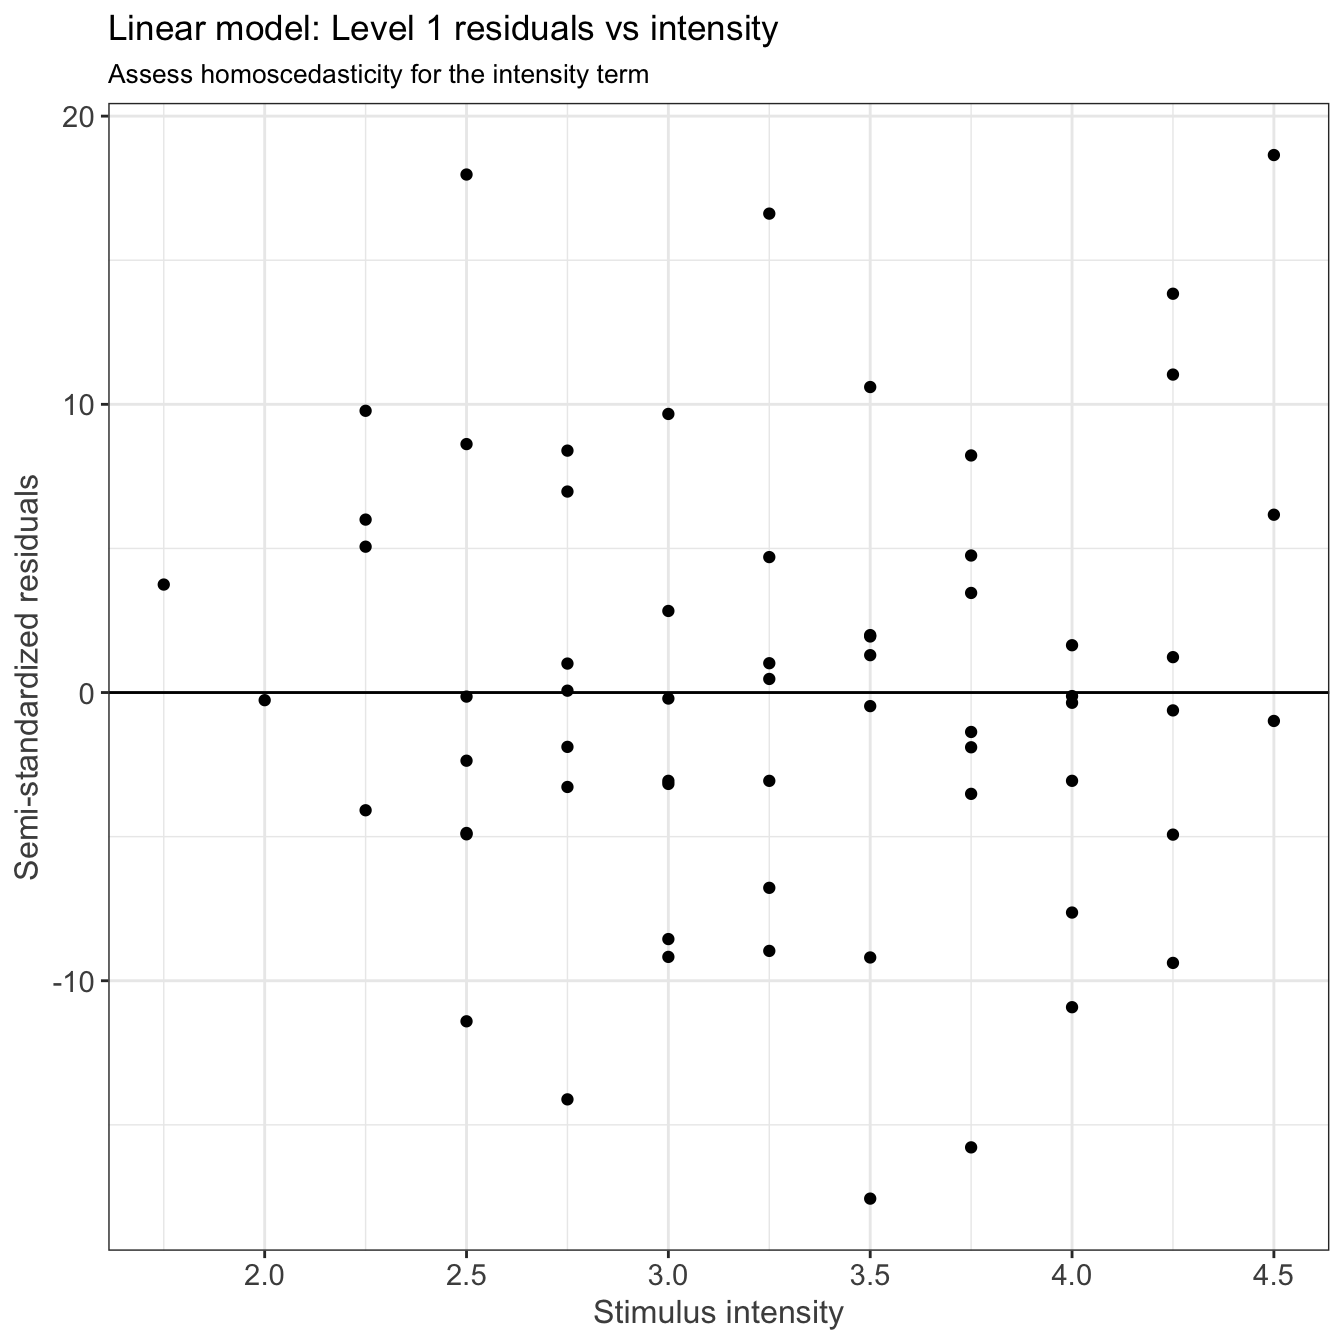 Linear model: Level 1 residuals vs intensity
Assess homoscedasticity for the intensity term
20
10
0
-10
Semi-standardized residuals
2.0 2.5 3.0 3.5 4.0 4.5
Stimulus intensity